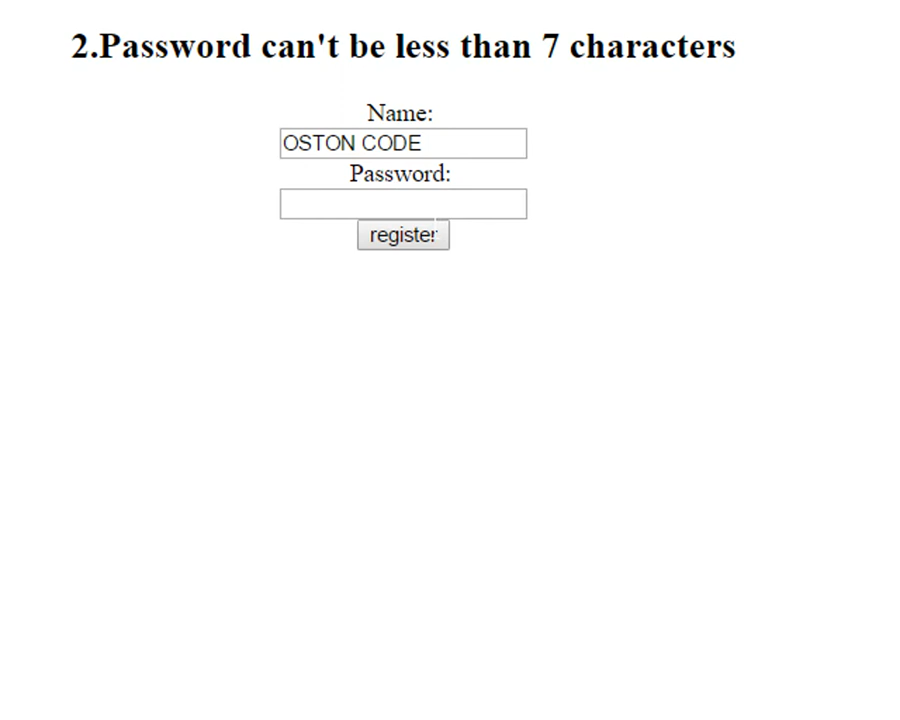 2.Password can't be less than 7 characters
Name:
OSTON CODE
Password:
register